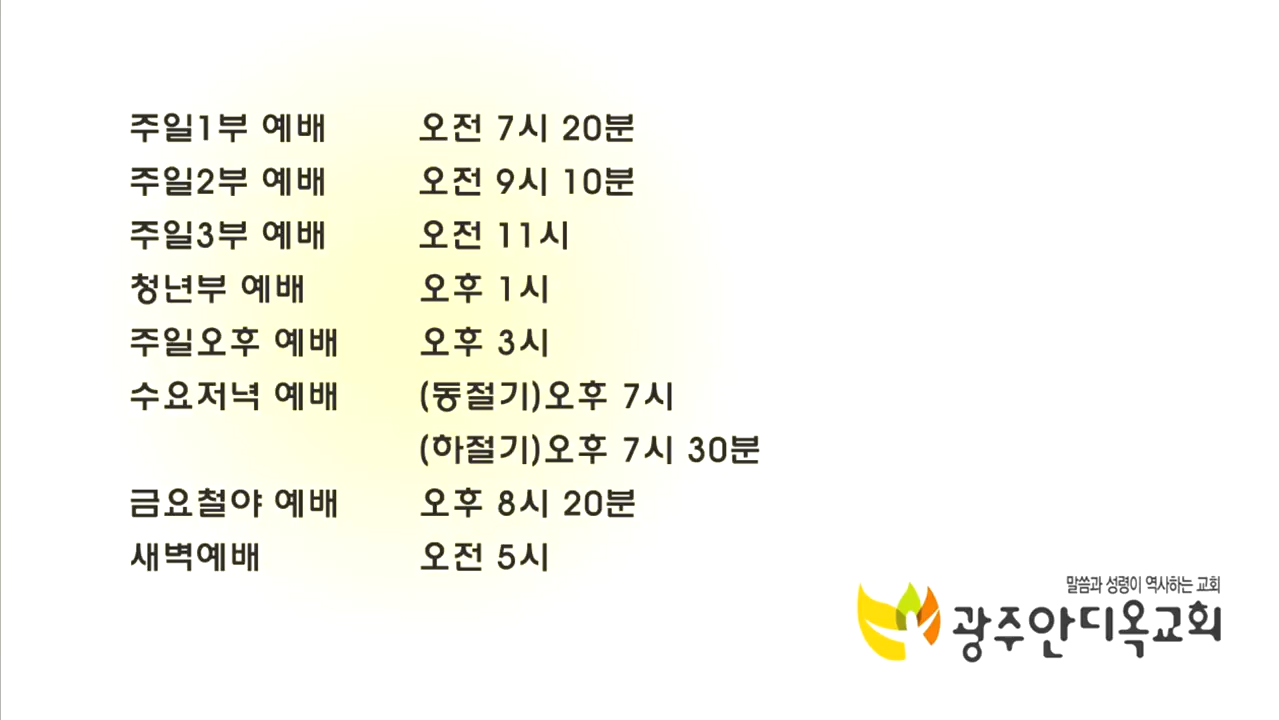 주일1부 예배 오전 7시 20분
주일2부 예배 오전 9시 10분
주일3부 예배 오전 11시
청년부 예배 오후 1시
주일오후 예배 오후 3시
수요저녁 예배 (동절기)오후 7시
(하절기)오후 7시 30분
금요철야 예배 오후 8시 20분
새벽예배 오전 5시
말씀과 성령이 역사하는 교회
광주안디옥교회